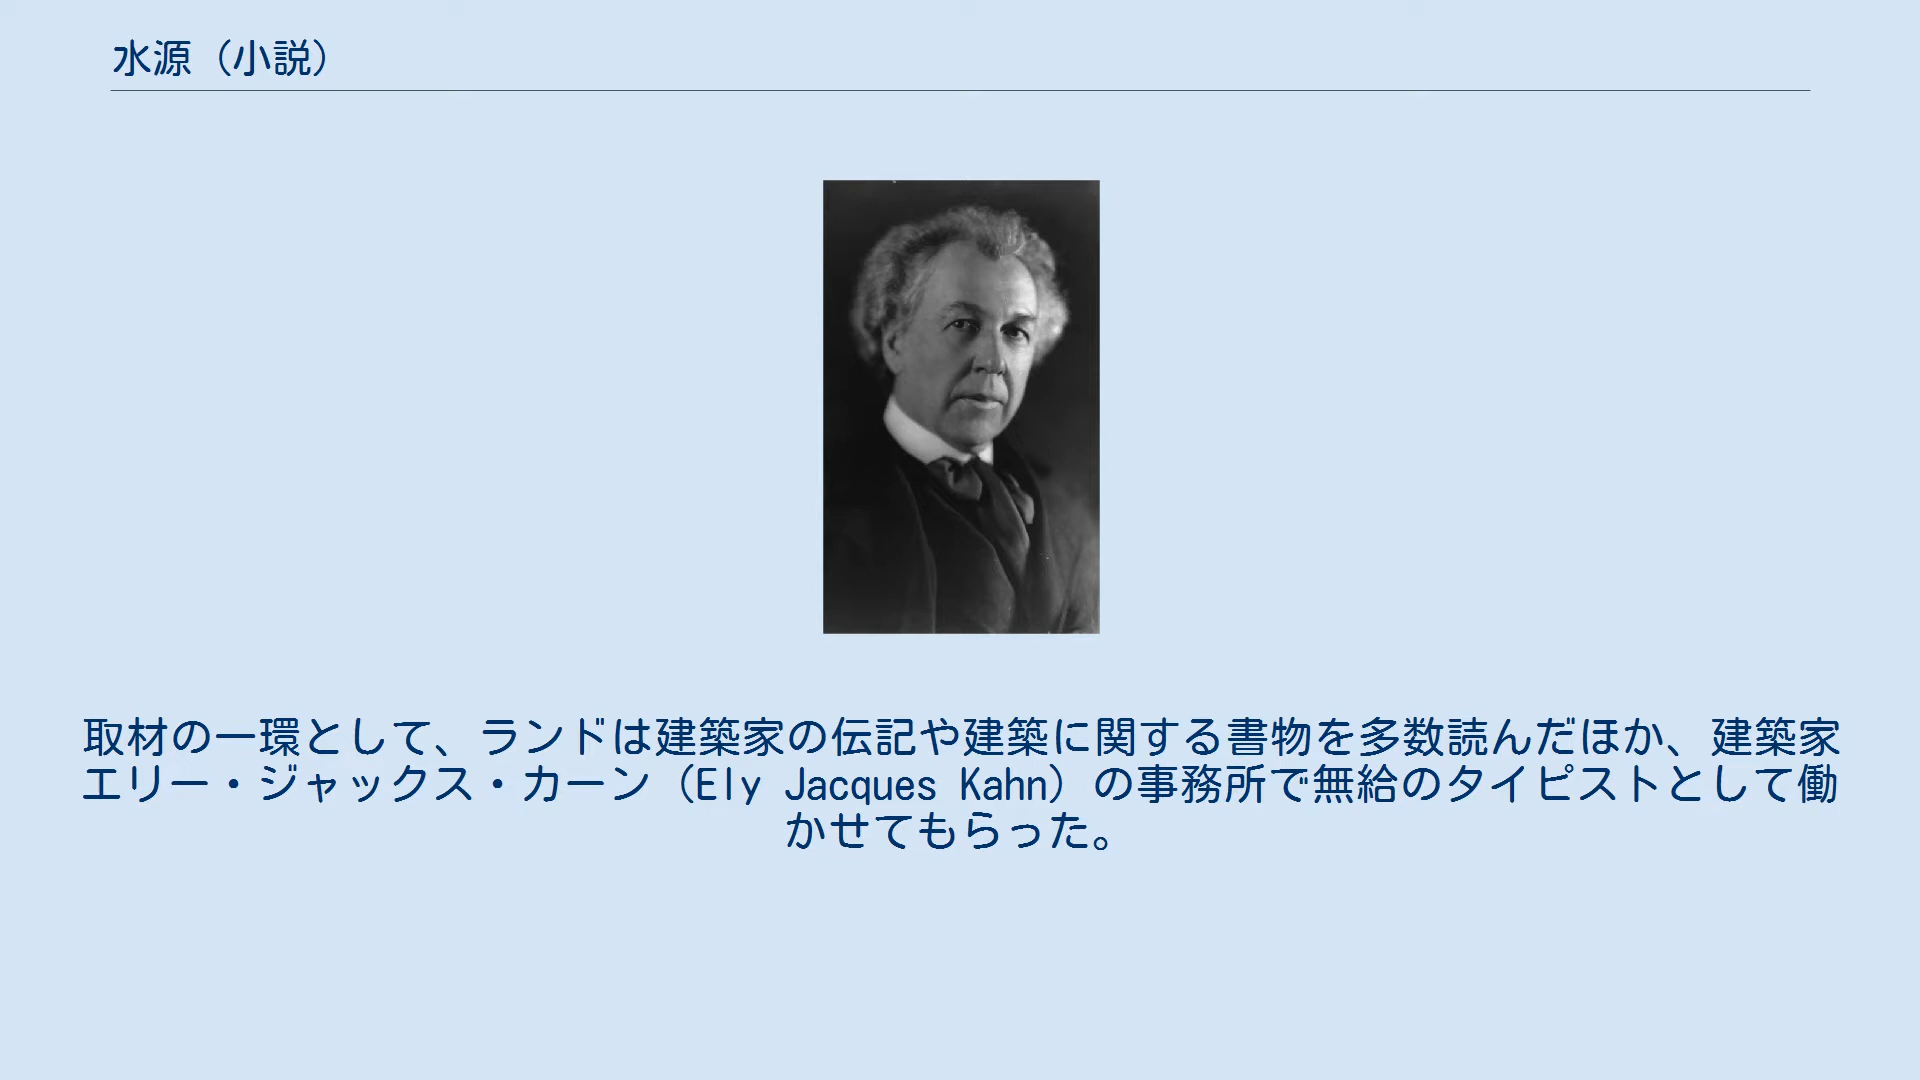 水源（小説）
取材の一環として、ランドは建築家の伝記や建築に関する書物を多数読んだほか、建築家
エリー・ジャックス・カーン（Ely Jacques Kahn）の事務所で無給のタイピストとして働
かせてもらった。